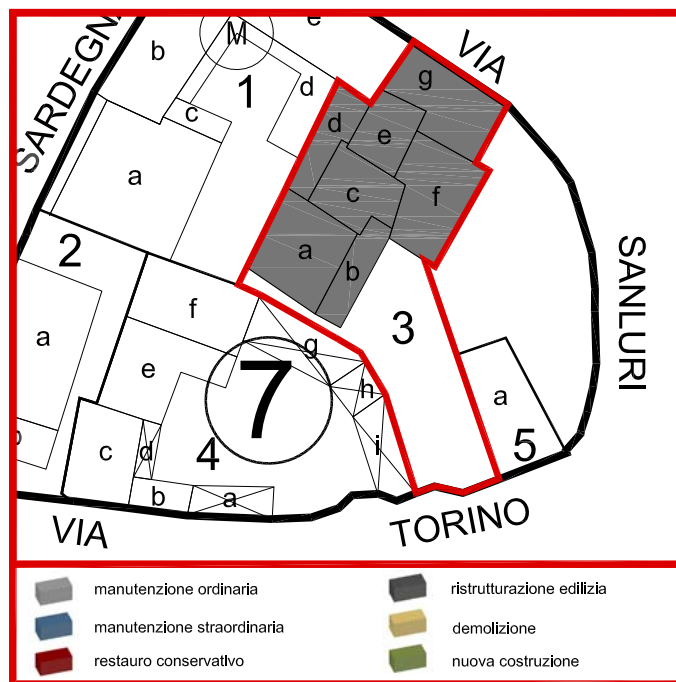 e
M
VIA
b
g
SARDEGNA
1
d
c
d
e
a
c
f
2
a
b
SANLURI
f
3
a
g
e
7
h
a
c
d
4
i
5
b
a
VIA
TORINO
manutenzione ordinaria
ristrutturazione edilizia
manutenzione straordinaria
demolizione
restauro conservativo
nuova costruzione